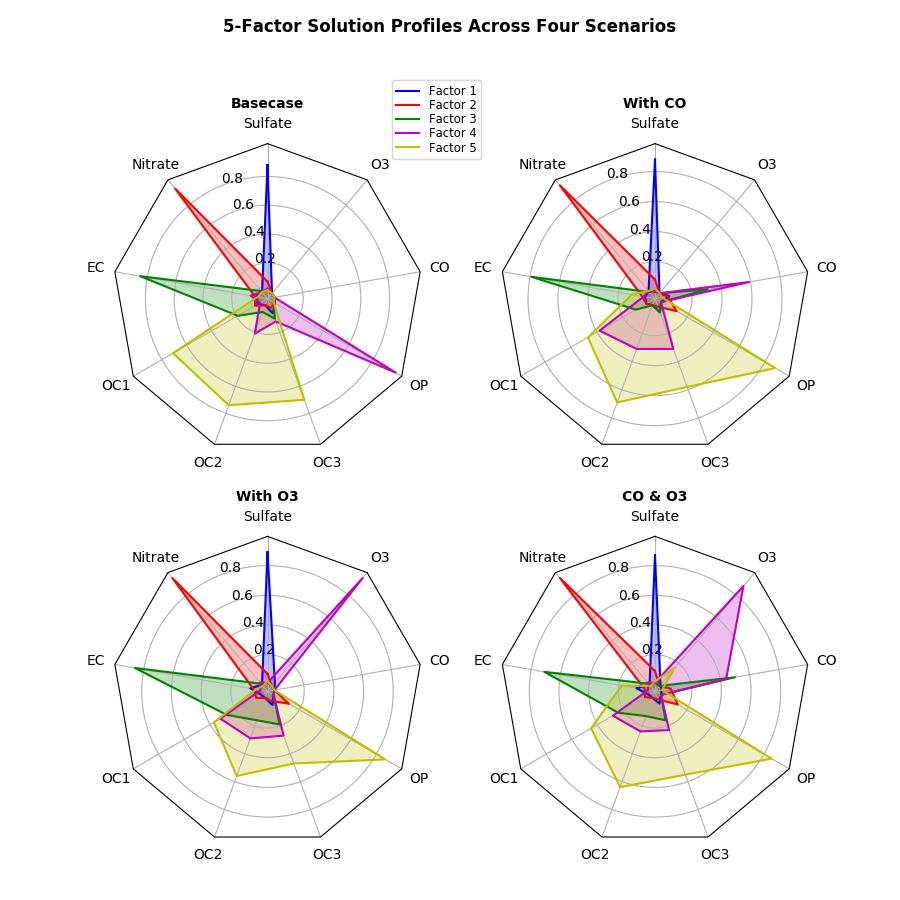 5-Factor Solution Profiles Across Four Scenarios
Factor 1
Factor 2
Factor 3
Factor 4
Factor 5
Basecase
Sulfate
Nitrate
O3
EC
CO
OC1
OP
OC2
OC3
0.8
0.6
0.4
0.2
With CO
Sulfate
Nitrate
O3
EC
CO
OC1
OP
OC2
OC3
0.8
0.6
0.4
0.2
With O3
Sulfate
Nitrate
O3
EC
CO
OC1
OP
OC2
OC3
0.8
0.6
0.4
0.2
CO & O3
Sulfate
Nitrate
O3
EC
CO
OC1
OP
OC2
OC3
0.8
0.6
0.4
0.2